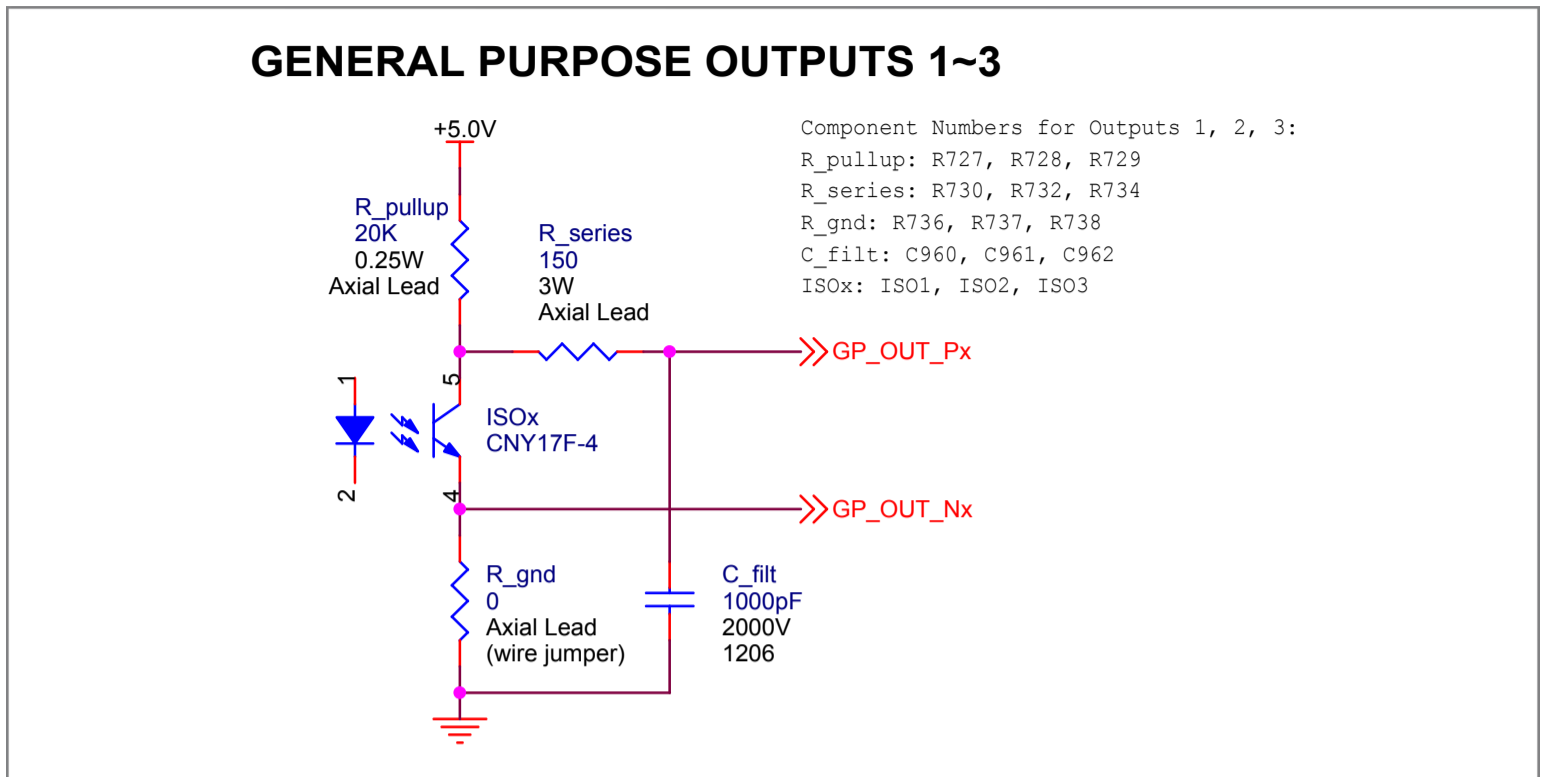 GENERAL PURPOSE OUTPUTS 1~3
+5.0V
Component Numbers for Outputs 1, 2, 3:
R_pullup: R727, R728, R729
R_series: R730, R732, R734
R_gnd: R736, R737, R738
C_filt: C960, C961, C962
ISOx: ISO1, ISO2, ISO3
R_pullup
20K
0.25W
Axial Lead
R_series
150
3W
Axial Lead
GP_OUT_Px
1
5
ISOx
CNY17F-4
2
4
GP_OUT_Nx
R_gnd
0
Axial Lead
(wire jumper)
C_filt
1000pF
2000V
1206